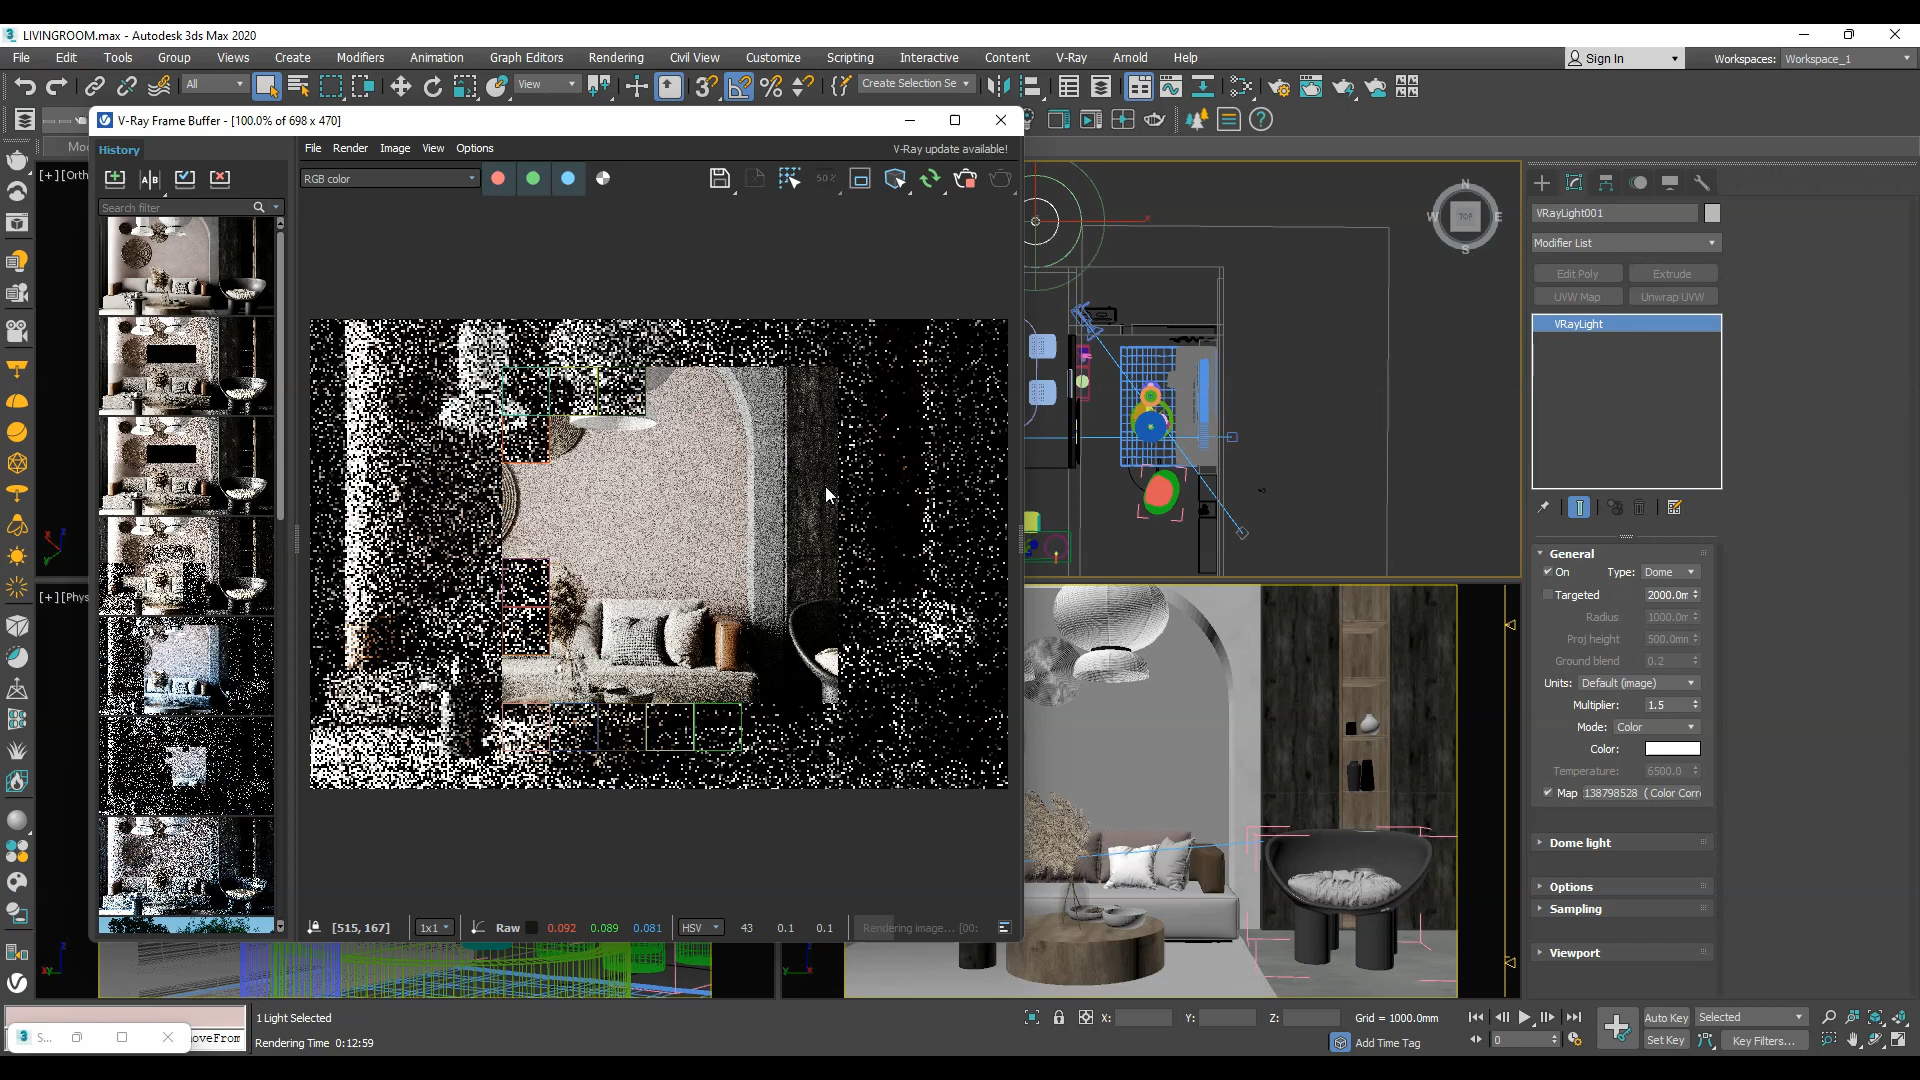 LIVINGROOM.max - Autodesk 3ds Max 2020
File Edit Tools Group Views Create Modifiers Animation Graph Editors Rendering Civil View Customize Scripting Interactive Content V-Ray Arnold Help
Sign In
Workspaces: Workspace_1
All
View
Create Selection Se
V-Ray Frame Buffer - [100.0% of 698 x 470]
History
File Render Image View Options
V-Ray update available!
RGB color
50%
Search filter
[+] [Orth
[+] [Phys
N
W TOP E
S
VRayLight001
Modifier List
Edit Poly Extrude
UVW Map Unwrap UVW
VRayLight
General
On Type: Dome
Targeted 2000.0m
Radius 1000.0m
Proj height 500.0mm
Ground blend 0.2
Units: Default (image)
Multiplier: 1.5
Mode: Color
Color:
Temperature: 6500.0
Map 138798528 ( Color Corre
Dome light
Options
Sampling
Viewport
[515, 167] 1x1 Raw 0.092 0.089 0.081 HSV 43 0.1 0.1 Rendering image... [00:
S...
oveFrom
1 Light Selected
Rendering Time 0:12:59
X: Y: Z: Grid = 1000.0mm
Add Time Tag
0
Auto Key Selected
Set Key Key Filters...